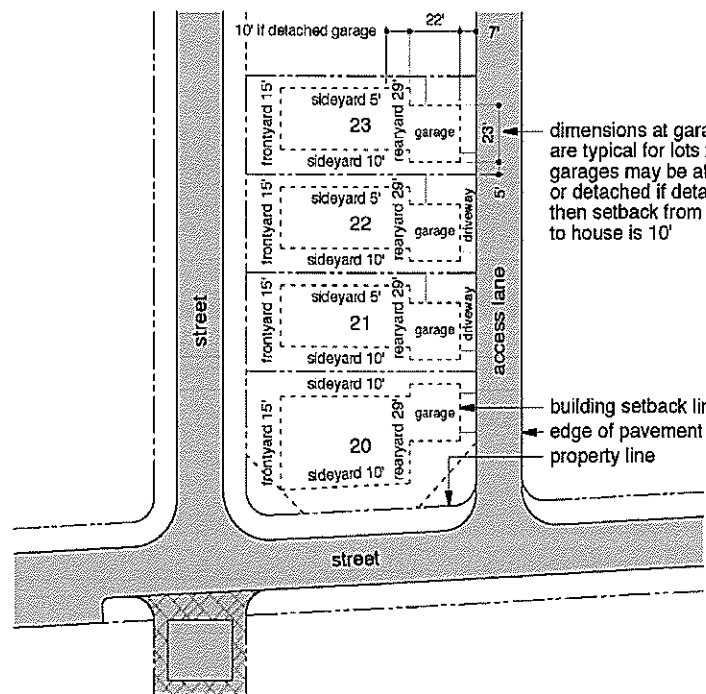 10' if detached garage
22'
7'
frontyard 15'
sideyard 5'
23
sideyard 10'
rearyard 29'
garage
23'
5'
dimensions at gara
are typical for lots
garages may be at
or detached if deta
then setback from
to house is 10'
frontyard 15'
sideyard 5'
22
sideyard 10'
rearyard 29'
garage
driveway
frontyard 15'
sideyard 5'
21
sideyard 10'
rearyard 29'
garage
driveway
street
access lane
sideyard 10'
frontyard 15'
20
sideyard 10'
rearyard 29'
garage
building setback lin
edge of pavement
property line
street